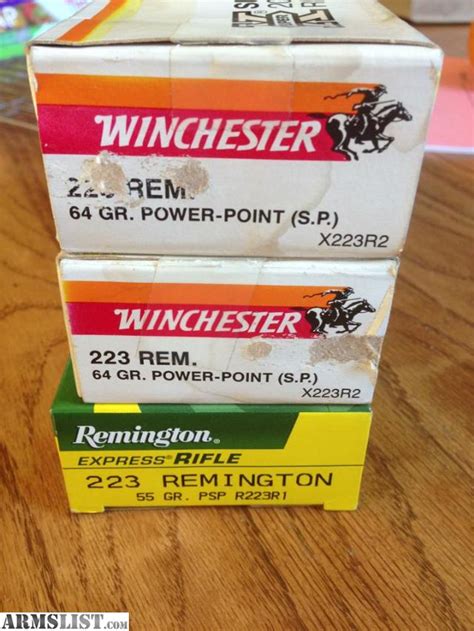 WINCHESTER
REM.
64 GR. POWER-POINT (S.P.)
X223R2
WINCHESTER
223 REM.
64 GR. POWER-POINT (S.P.)
X223R2
Remington®
EXPRESS® RIFLE
223 REMINGTON
55 GR. PSP R223R1
ARMSLIST.com